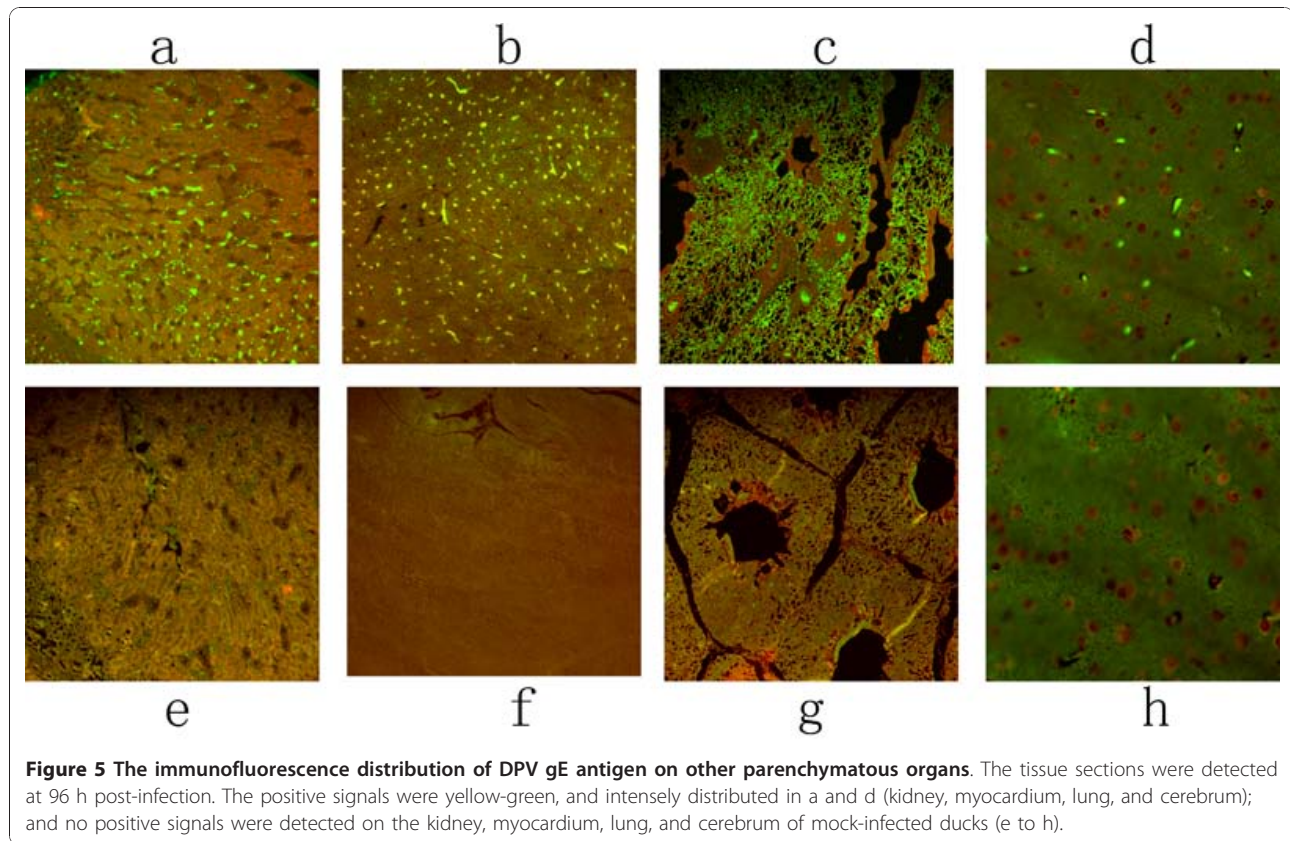 a
b
c
d
e
f
g
h
Figure 5 The immunofluorescence distribution of DPV gE antigen on other parenchymatous organs. The tissue sections were detected
at 96 h post-infection. The positive signals were yellow-green, and intensely distributed in a and d (kidney, myocardium, lung, and cerebrum);
and no positive signals were detected on the kidney, myocardium, lung, and cerebrum of mock-infected ducks (e to h).